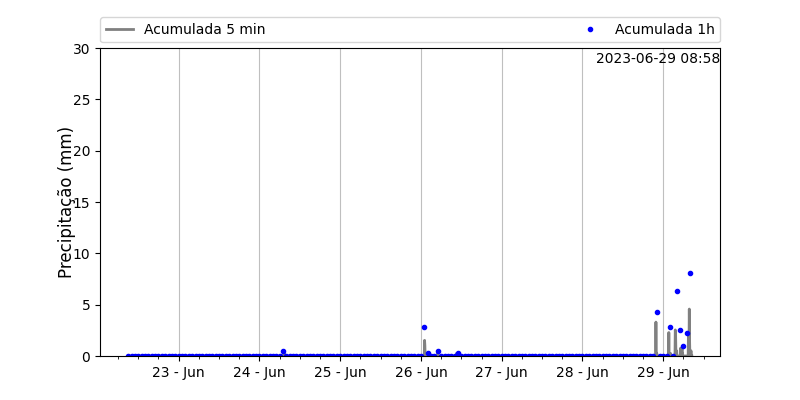 Acumulada 5 min
Acumulada 1h
2023-06-29 08:58
Precipitação (mm)
30
25
20
15
10
5
0
23 - Jun
24 - Jun
25 - Jun
26 - Jun
27 - Jun
28 - Jun
29 - Jun